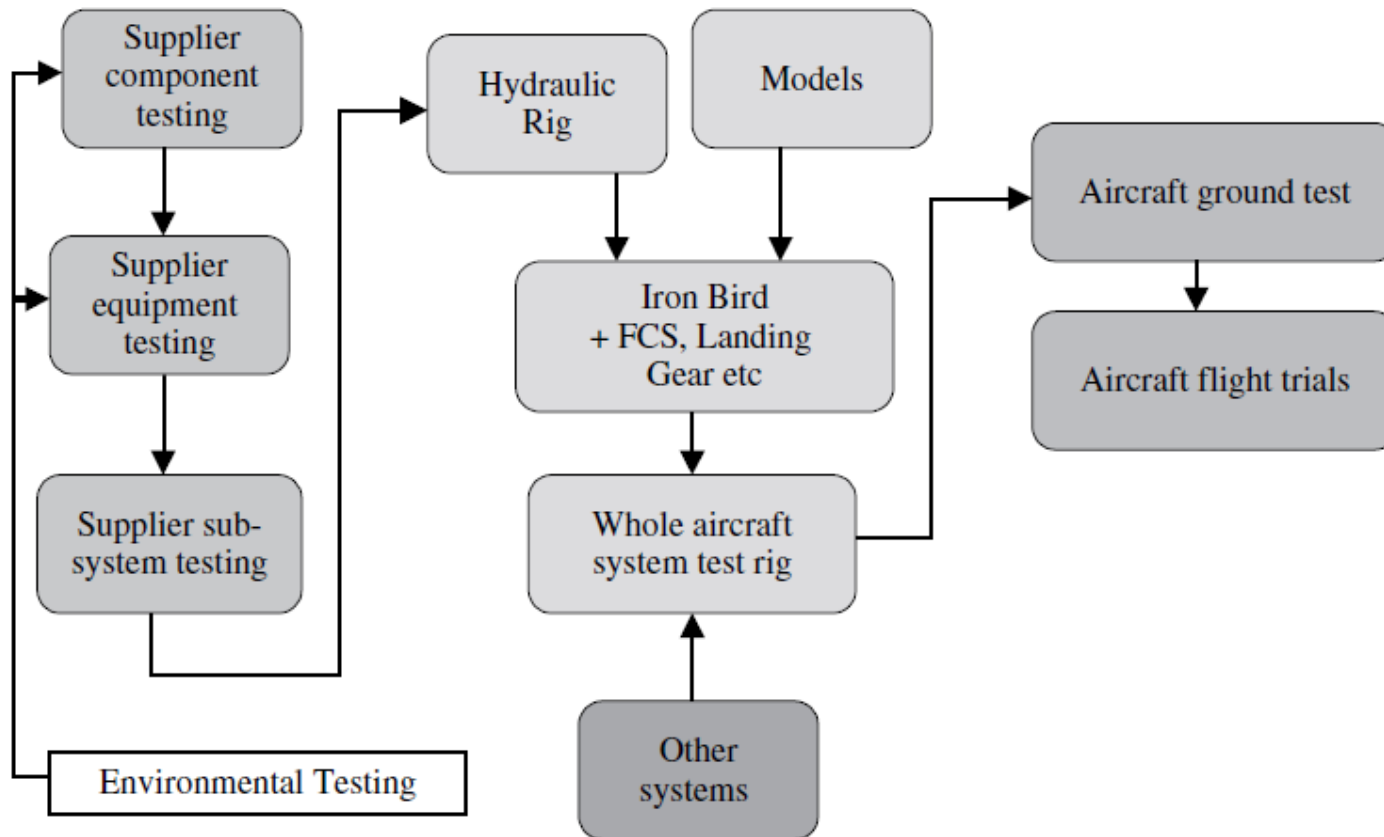 Supplier
component
testing
Supplier
equipment
testing
Supplier sub-
system testing
Environmental Testing
Hydraulic
Rig
Models
Iron Bird
+ FCS, Landing
Gear etc
Whole aircraft
system test rig
Other
systems
Aircraft ground test
Aircraft flight trials